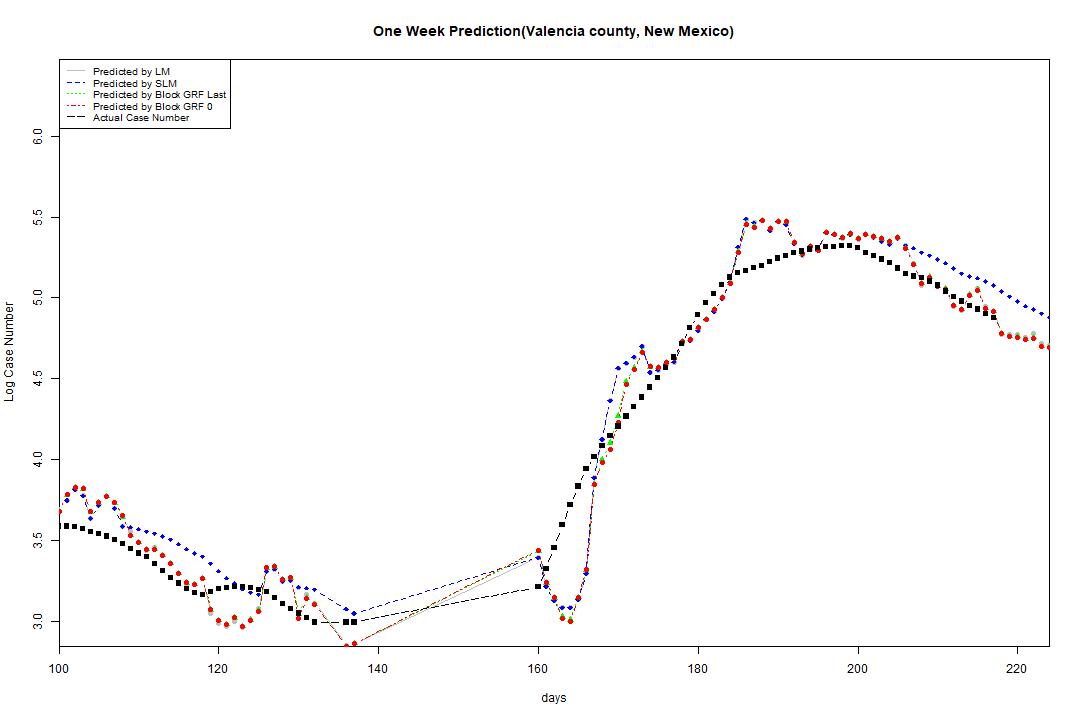 One Week Prediction(Valencia county, New Mexico)
Predicted by LM
Predicted by SLM
Predicted by Block GRF Last
Predicted by Block GRF 0
Actual Case Number
6.0
5.5
5.0
4.5
4.0
3.5
3.0
Log Case Number
100 120 140 160 180 200 220
days